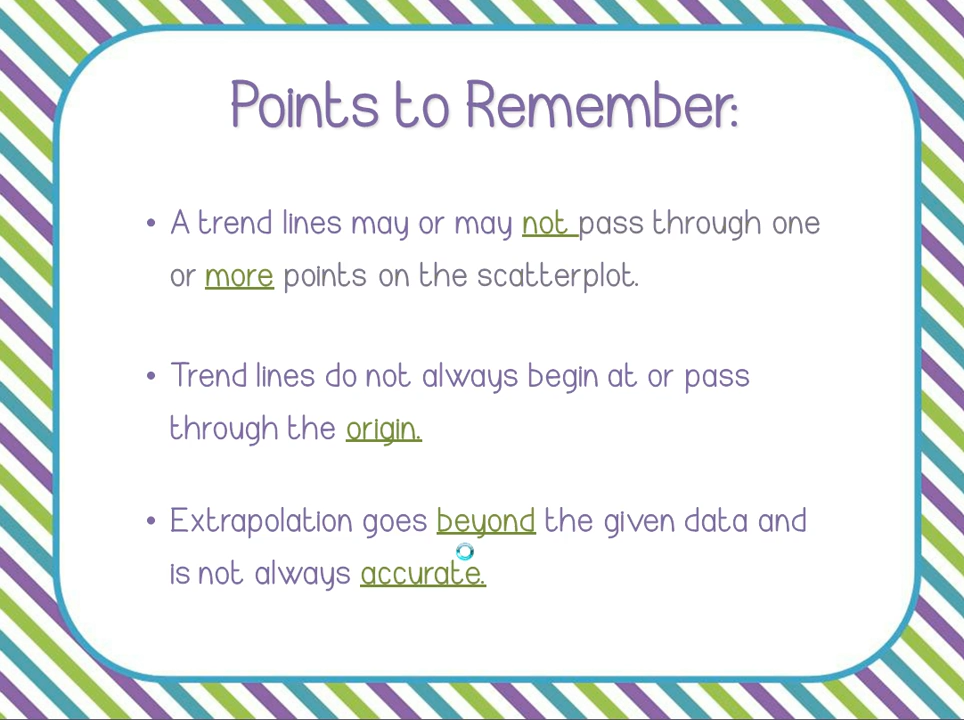 Points to Remember:
• A trend lines may or may not pass through one
or more points on the scatterplot.
• Trend lines do not always begin at or pass
through the origin.
• Extrapolation goes beyond the given data and
is not always accurate.